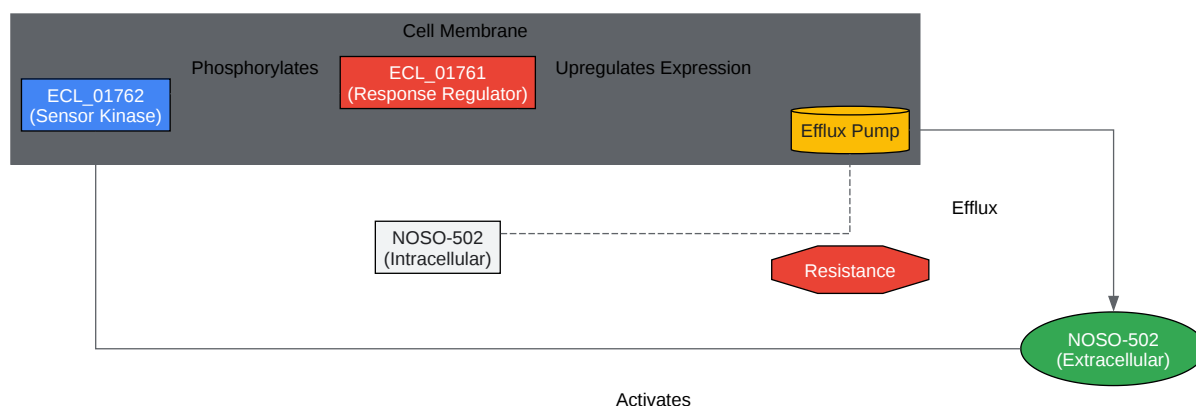 Cell Membrane
Phosphorylates
ECL_01761
(Response Regulator)
Upregulates Expression
ECL_01762
(Sensor Kinase)
Efflux Pump
Efflux
NOSO-502
(Intracellular)
Resistance
NOSO-502
(Extracellular)
Activates